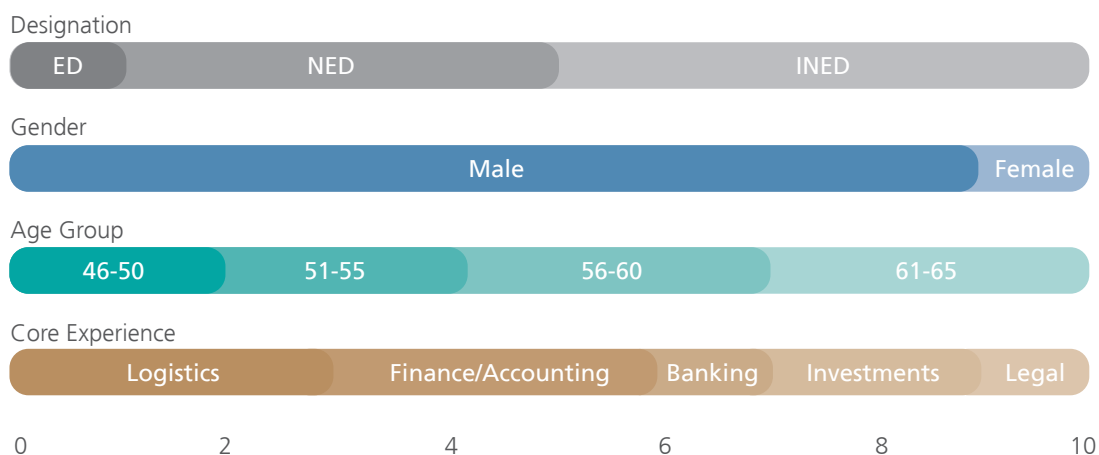 Designation
ED NED INED
Gender
Male Female
Age Group
46-50 51-55 56-60 61-65
Core Experience
Logistics Finance/Accounting Banking Investments Legal
0 2 4 6 8 10